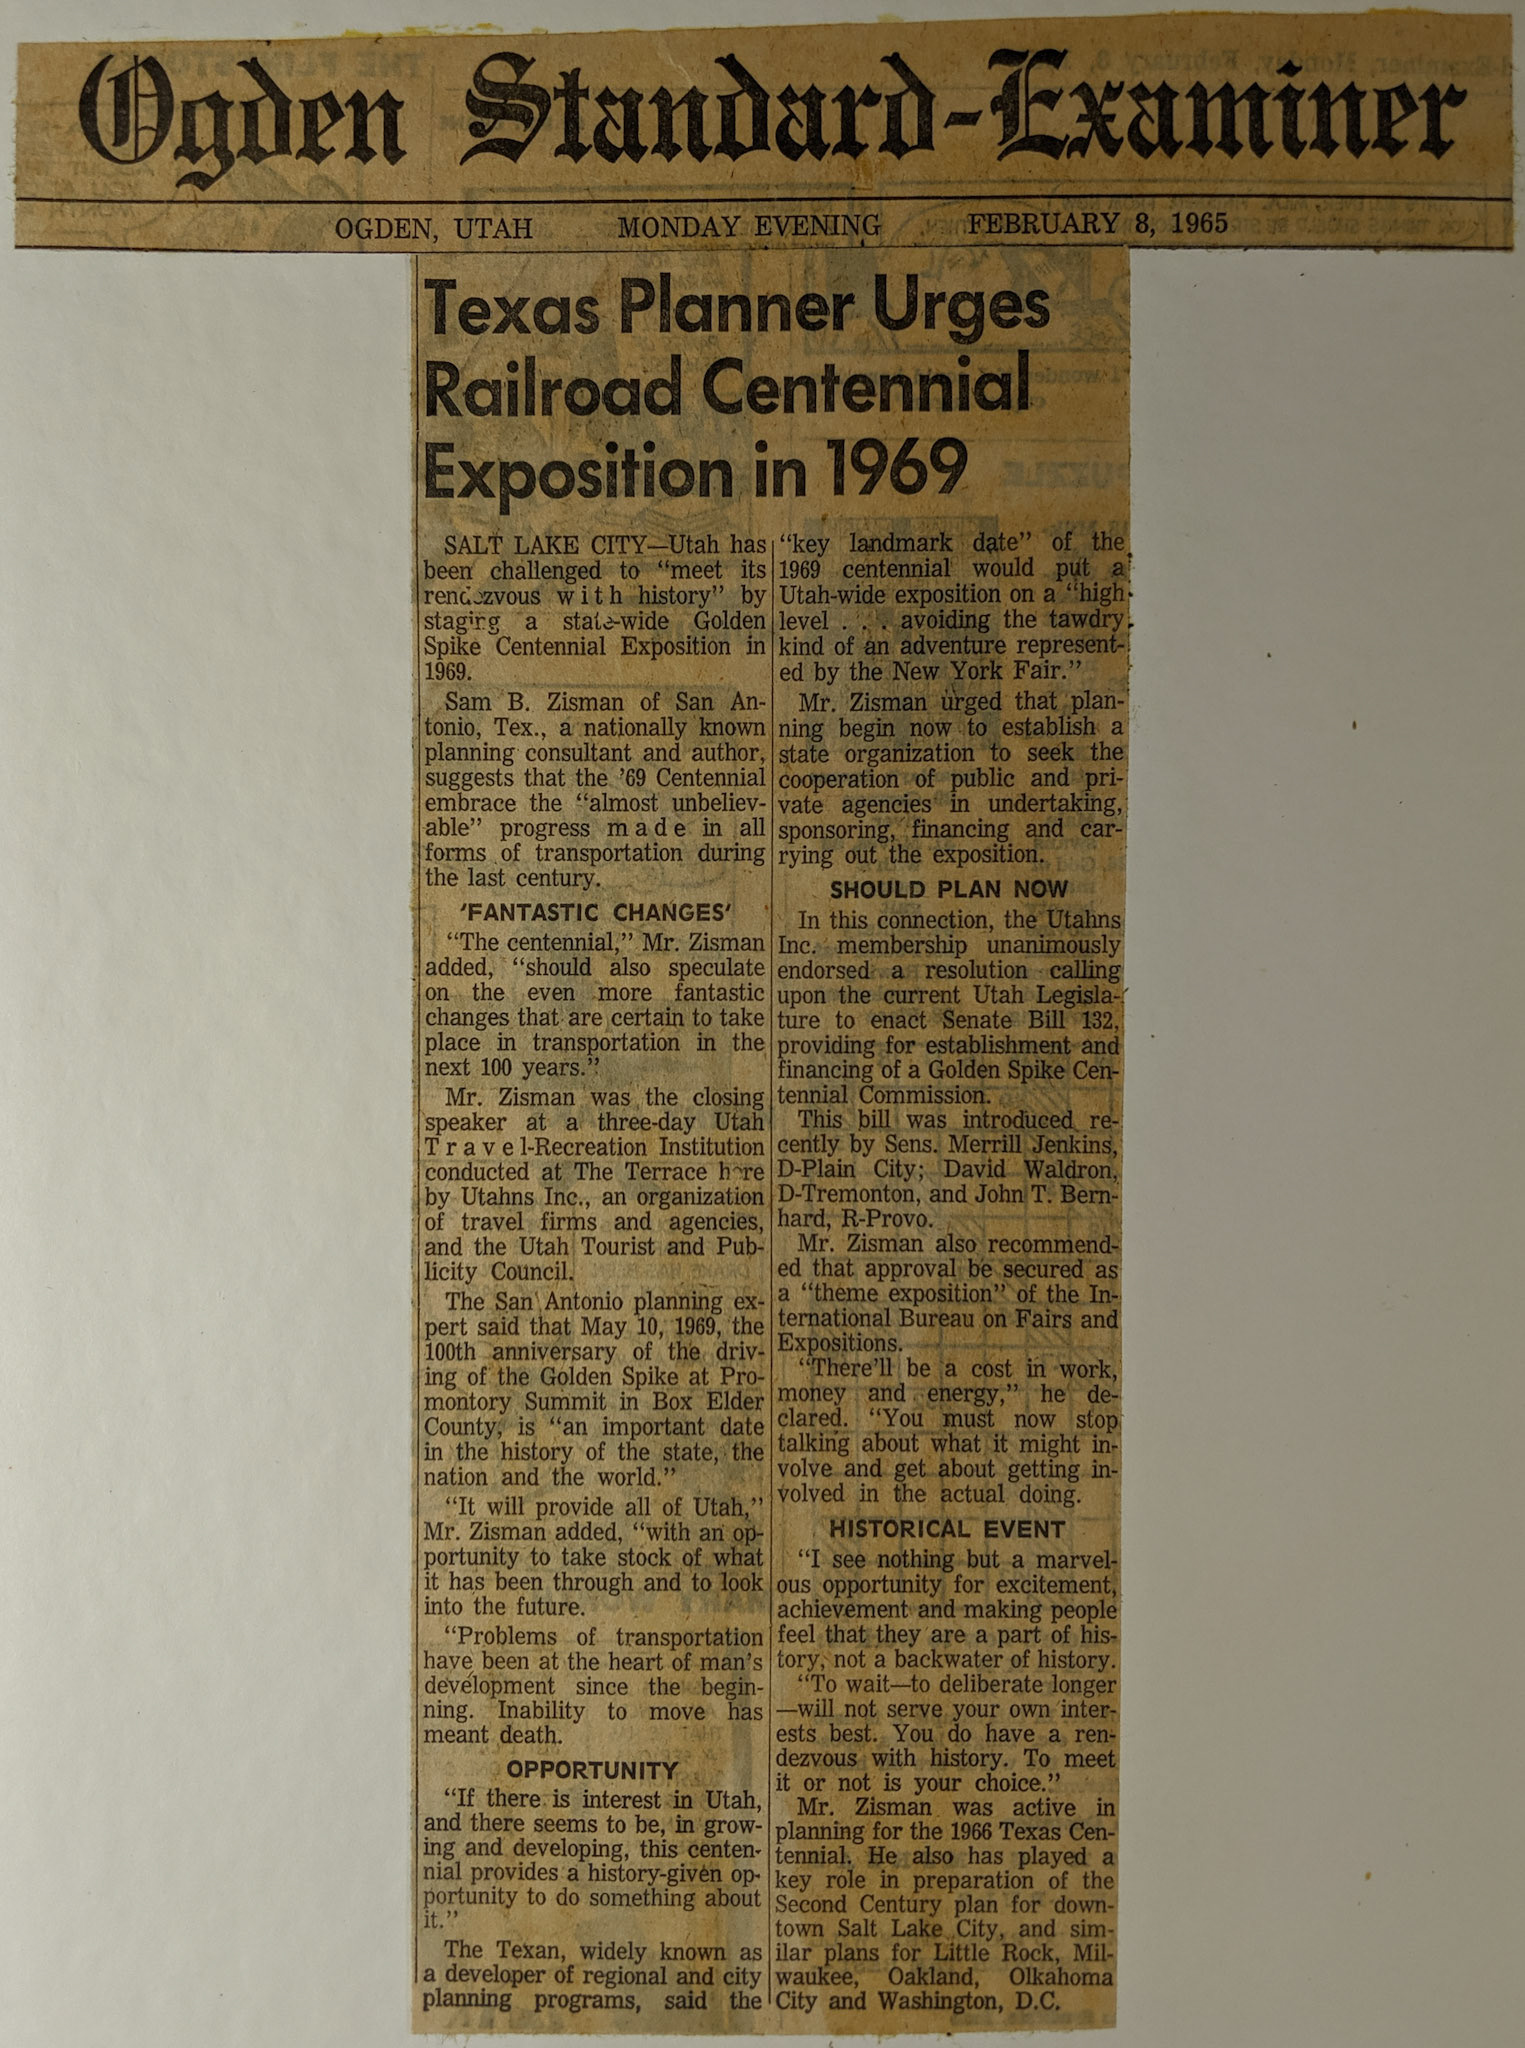 Ogden Standard-Examiner
OGDEN, UTAH MONDAY EVENING FEBRUARY 8, 1965
Texas Planner Urges
Railroad Centennial
Exposition in 1969
SALT LAKE CITY—Utah has
been challenged to "meet its
rendezvous with history" by
staging a state-wide Golden
Spike Centennial Exposition in
1969.
Sam B. Zisman of San An-
tonio, Tex., a nationally known
planning consultant and author,
suggests that the '69 Centennial
embrace the "almost unbeliev-
able" progress made in all
forms of transportation during
the last century.
'FANTASTIC CHANGES'
"The centennial," Mr. Zisman
added, "should also speculate
on the even more fantastic
changes that are certain to take
place in transportation in the
next 100 years."
Mr. Zisman was the closing
speaker at a three-day Utah
Travel-Recreation Institution
conducted at The Terrace here
by Utahns Inc., an organization
of travel firms and agencies,
and the Utah Tourist and Pub-
licity Council.
The San Antonio planning ex-
pert said that May 10, 1969, the
100th anniversary of the driv-
ing of the Golden Spike at Pro-
montory Summit in Box Elder
County, is "an important date
in the history of the state, the
nation and the world."
"It will provide all of Utah,"
Mr. Zisman added, "with an op-
portunity to take stock of what
it has been through and to look
into the future.
"Problems of transportation
have been at the heart of man's
development since the begin-
ning. Inability to move has
meant death.
OPPORTUNITY
"If there is interest in Utah,
and there seems to be, in grow-
ing and developing, this centen-
nial provides a history-given op-
portunity to do something about
it."
The Texan, widely known as
a developer of regional and city
planning programs, said the
"key landmark date" of the
1969 centennial would put a
Utah-wide exposition on a "high
level . . . avoiding the tawdry
kind of an adventure represent-
ed by the New York Fair."
Mr. Zisman urged that plan-
ning begin now to establish a
state organization to seek the
cooperation of public and pri-
vate agencies in undertaking,
sponsoring, financing and car-
rying out the exposition.
SHOULD PLAN NOW
In this connection, the Utahns
Inc. membership unanimously
endorsed a resolution calling
upon the current Utah Legisla-
ture to enact Senate Bill 132,
providing for establishment and
financing of a Golden Spike Cen-
tennial Commission.
This bill was introduced re-
cently by Sens. Merrill Jenkins,
D-Plain City; David Waldron,
D-Tremonton, and John T. Bern-
hard, R-Provo.
Mr. Zisman also recommend-
ed that approval be secured as
a "theme exposition" of the In-
ternational Bureau on Fairs and
Expositions.
"There'll be a cost in work,
money and energy," he de-
clared. "You must now stop
talking about what it might in-
volve and get about getting in-
volved in the actual doing.
HISTORICAL EVENT
"I see nothing but a marvel-
ous opportunity for excitement,
achievement and making people
feel that they are a part of his-
tory, not a backwater of history.
"To wait—to deliberate longer
—will not serve your own inter-
ests best. You do have a ren-
dezvous with history. To meet
it or not is your choice."
Mr. Zisman was active in
planning for the 1966 Texas Cen-
tennial. He also has played a
key role in preparation of the
Second Century plan for down-
town Salt Lake City, and sim-
ilar plans for Little Rock, Mil-
waukee, Oakland, Olkahoma
City and Washington, D.C.